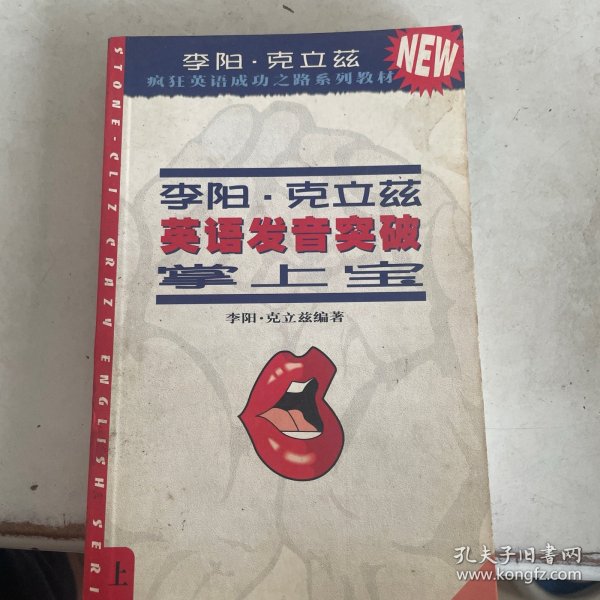 李阳·克立兹
疯狂英语成功之路系列教材
NEW
STONE-CLIZ CRAZY ENGLISH SERI
李阳·克立兹
英语发音突破
掌上宝
李阳·克立兹编著
上
孔夫子旧书网
www.kongfz.com